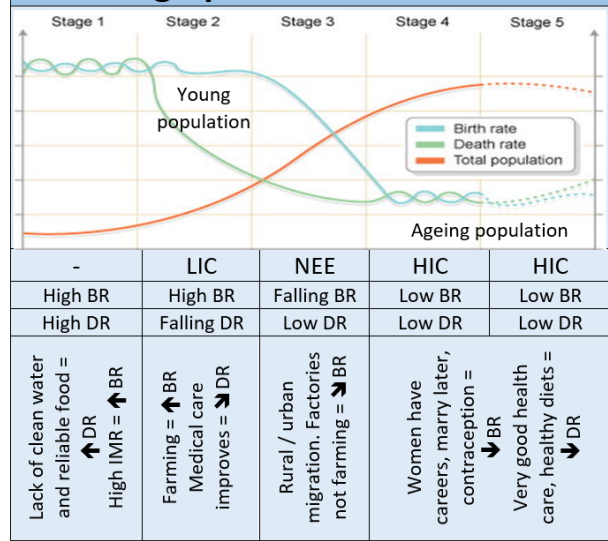 Stage 1
Stage 2
Stage 3
Stage 4
Stage 5
Young
population
Birth rate
Death rate
Total population
Ageing population
-
LIC
NEE
HIC
HIC
High BR
High BR
Falling BR
Low BR
Low BR
High DR
Falling DR
Low DR
Low DR
Low DR
Lack of clean water
and reliable food =
↑ DR
High IMR = ↑ BR
Farming = ↑ BR
Medical care
improves = ↘ DR
Rural / urban
migration. Factories
not farming = ↘ BR
Women have
careers, marry later,
contraception =
↓ BR
Very good health
care, healthy diets =
↓ DR